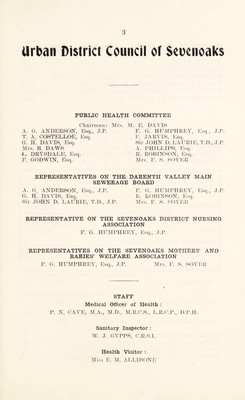 3
Urban District Council of Sevenoaks
PUBLIC HEALTH COMMITTEE
Chairman: Mrs. M. E. DAVIS
A. G. ANDERSON, Esq., J.P.
T. A. COSTELLOE, Esq.
G. H. DAVIS, Esq.
Mrs. B. DAWS
L. DRYSDALE, Esq.
F. GODWIN, Esq.
F. G. HUMPHREY, Esq., J.P.
F. JARVIS, Esq.
Sir JOHN D. LAURIE, T.D., J.P.
A. PHILLIPS, Esq.
R. ROBINSON, Esq.
Mrs. F. S. SOYER
REPRESENTATIVES ON THE DARENTH VALLEY MAIN
SEWERAGE BOARD
A. G. ANDERSON, Esq., J.P.
G. H. DAVIS, Esq.
Sir JOHN D. LAURIE, T.D., J.P.
F. G. HUMPHREY, Esq., J.P.
R. ROBINSON, Esq.
Mrs. F. S. SOYER
REPRESENTATIVE ON THE SEVENOAKS DISTRICT NURSING
ASSOCIATION
F. G. HUMPHREY, Esq., J.P.
REPRESENTATIVES ON THE SEVENOAKS MOTHERS' AND
BABIES' WELFARE ASSOCIATION
F. G. HUMPHREY, Esq., J.P.
Mrs. F. S. SOYER
STAFF
Medical Officer of Health :
P. N. CAVE, M.A., M.D., M.R.C.S., L.R.C.P., D.P.H.
Sanitary Inspector :
W. J. GYPPS, C.R.S.I.
Health Visitor :
Miss E. M. ALLIBONE